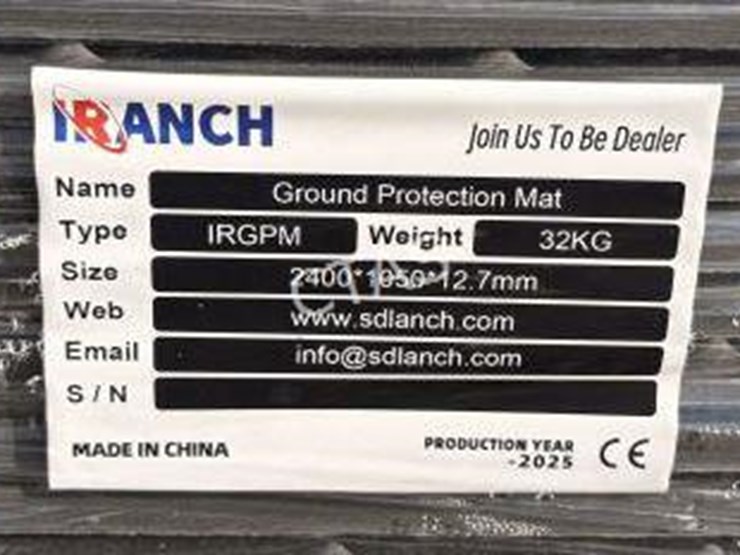 IRANCH
Join Us To Be Dealer
Name Ground Protection Mat
Type IRGPM Weight 32KG
Size 2400*1050*12.7mm
Web www.sdlanch.com
Email info@sdlanch.com
S / N
MADE IN CHINA
PRODUCTION YEAR
-2025
CE